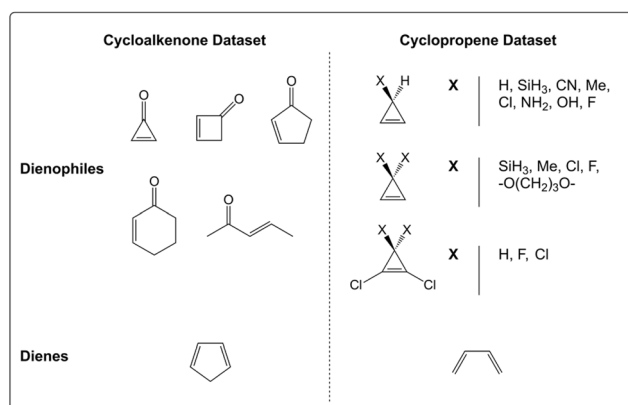 Cycloalkenone Dataset
Cyclopropene Dataset
Dienophiles
O
O
O
O
O
X H
X
H, SiH₃, CN, Me,
Cl, NH₂, OH, F
X X
X
SiH₃, Me, Cl, F,
-O(CH₂)₃O-
X X
X
H, F, Cl
Cl Cl
Dienes